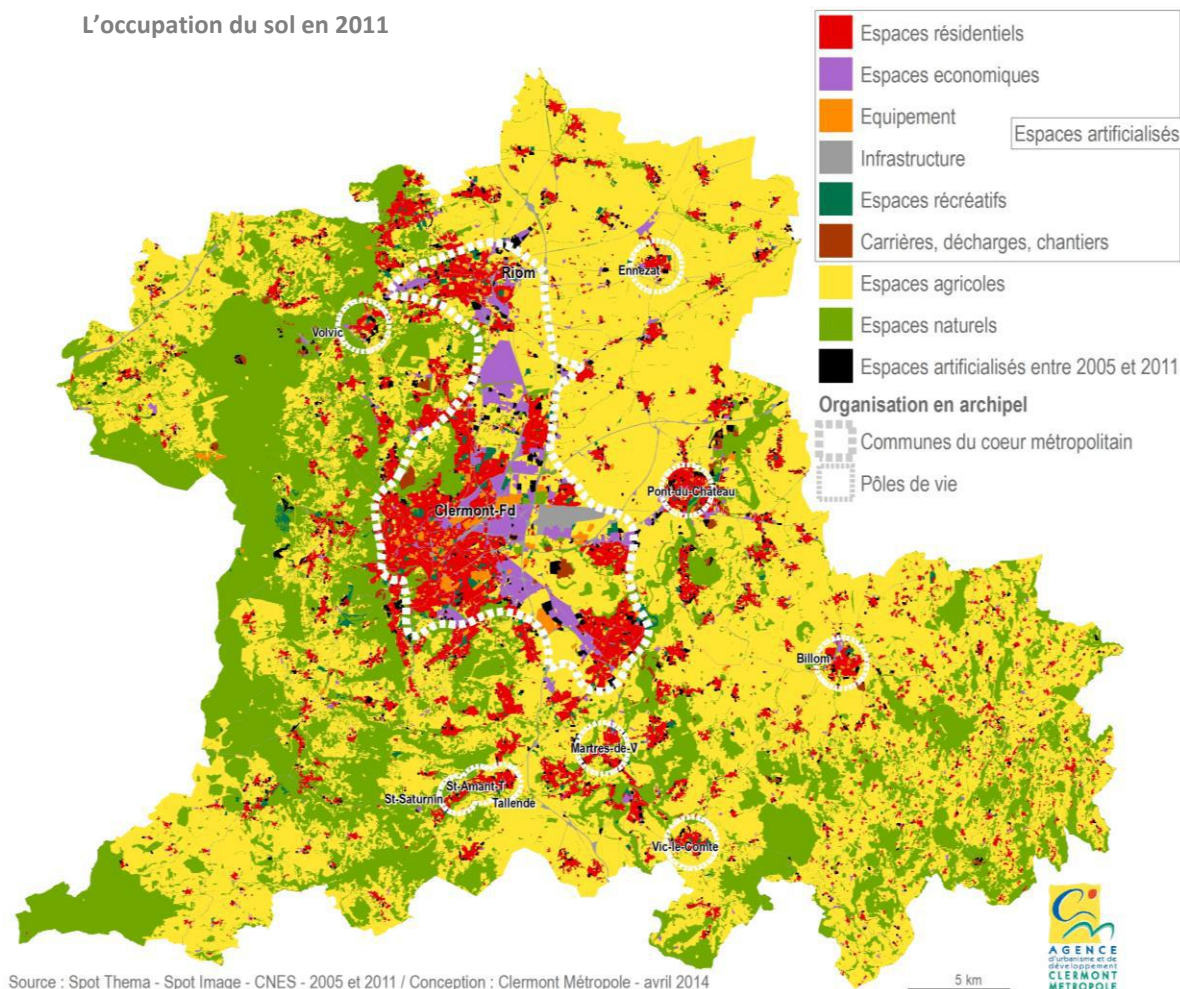 L'occupation du sol en 2011
Espaces résidentiels
Espaces economiques
Equipement
Espaces artificialisés
Infrastructure
Espaces récréatifs
Carrières, décharges, chantiers
Espaces agricoles
Espaces naturels
Espaces artificialisés entre 2005 et 2011
Organisation en archipel
Communes du coeur métropolitain
Pôles de vie
Riom
Ennezat
Volvic
Pont-du-Château
Clermont-Fd
Billom
Martres-de-V
St-Amant-T
St-Saturnin
Tallende
Vic-le-Comte
AGENCE
d'urbanisme et de
développement
CLERMONT
METROPOLE
5 km
Source : Spot Thema - Spot Image - CNES - 2005 et 2011 / Conception : Clermont Métropole - avril 2014